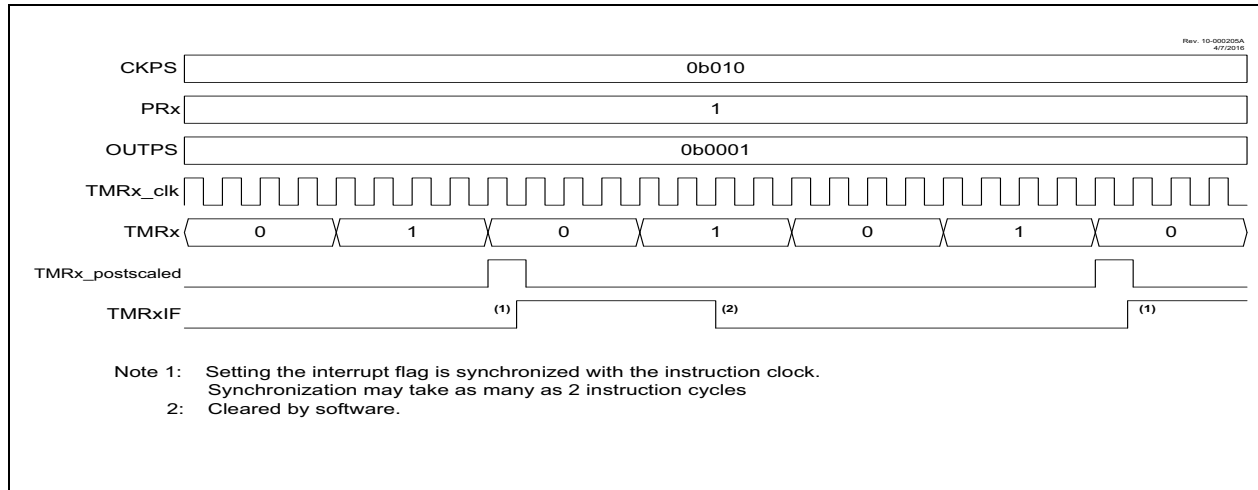 Rev. 10-000205A
4/7/2016
CKPS 0b010
PRx 1
OUTPS 0b0001
TMRx_clk
TMRx 0 1 0 1 0 1 0
TMRx_postscaled
TMRxIF (1) (2) (1)
Note 1: Setting the interrupt flag is synchronized with the instruction clock.
Synchronization may take as many as 2 instruction cycles
2: Cleared by software.